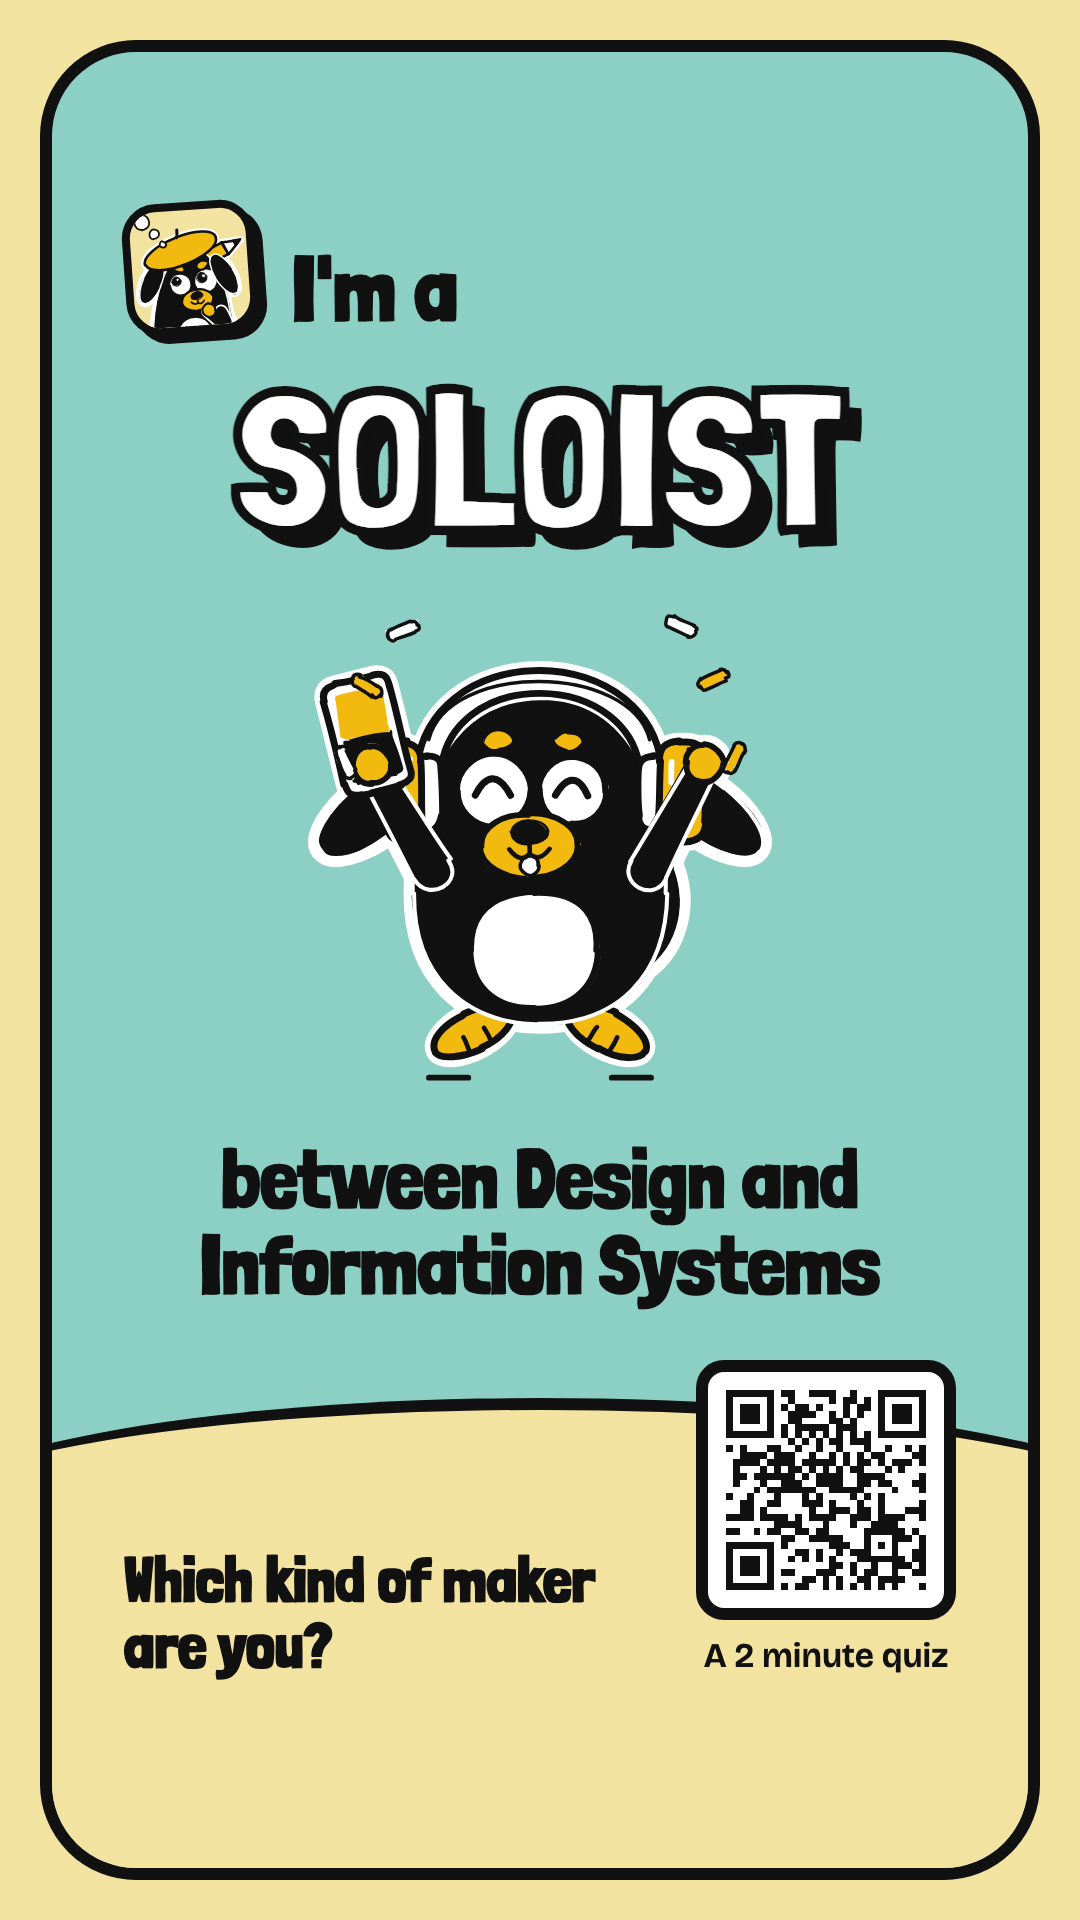 I'm a
SOLOIST
between Design and
Information Systems
Which kind of maker
are you?
A 2 minute quiz